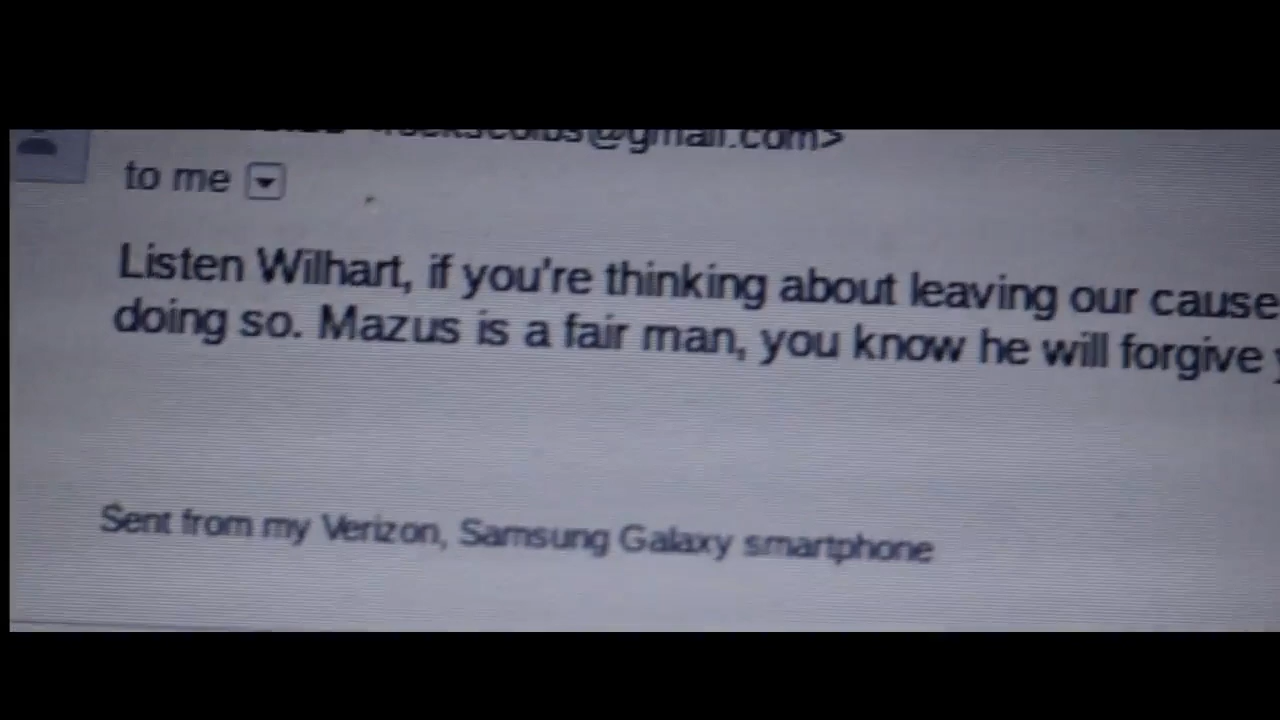 to me
Listen Wilhart, if you're thinking about leaving our cause
doing so. Mazus is a fair man, you know he will forgive
Sent from my Verizon, Samsung Galaxy smartphone